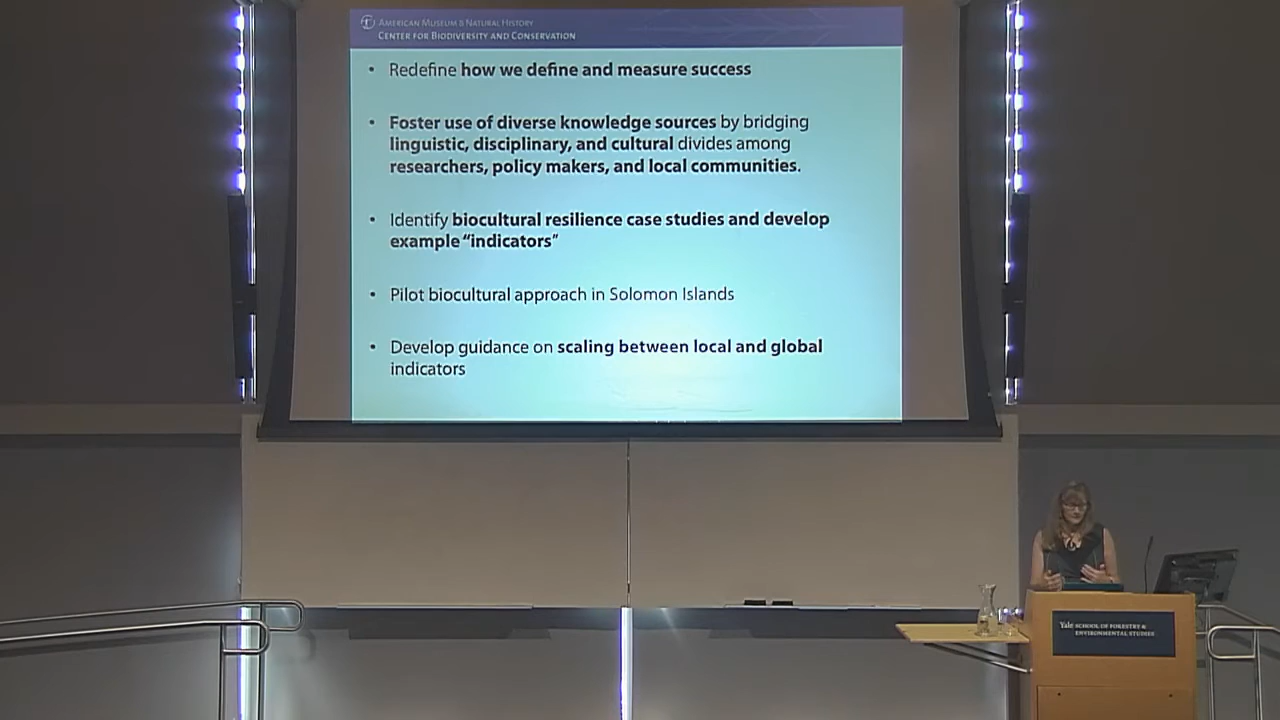 AMERICAN MUSEUM & NATURAL HISTORY
CENTER FOR BIODIVERSITY AND CONSERVATION
• Redefine how we define and measure success
• Foster use of diverse knowledge sources by bridging
linguistic, disciplinary, and cultural divides among
researchers, policy makers, and local communities.
• Identify biocultural resilience case studies and develop
example “indicators”
• Pilot biocultural approach in Solomon Islands
• Develop guidance on scaling between local and global
indicators
Yale SCHOOL OF FORESTRY &
ENVIRONMENTAL STUDIES